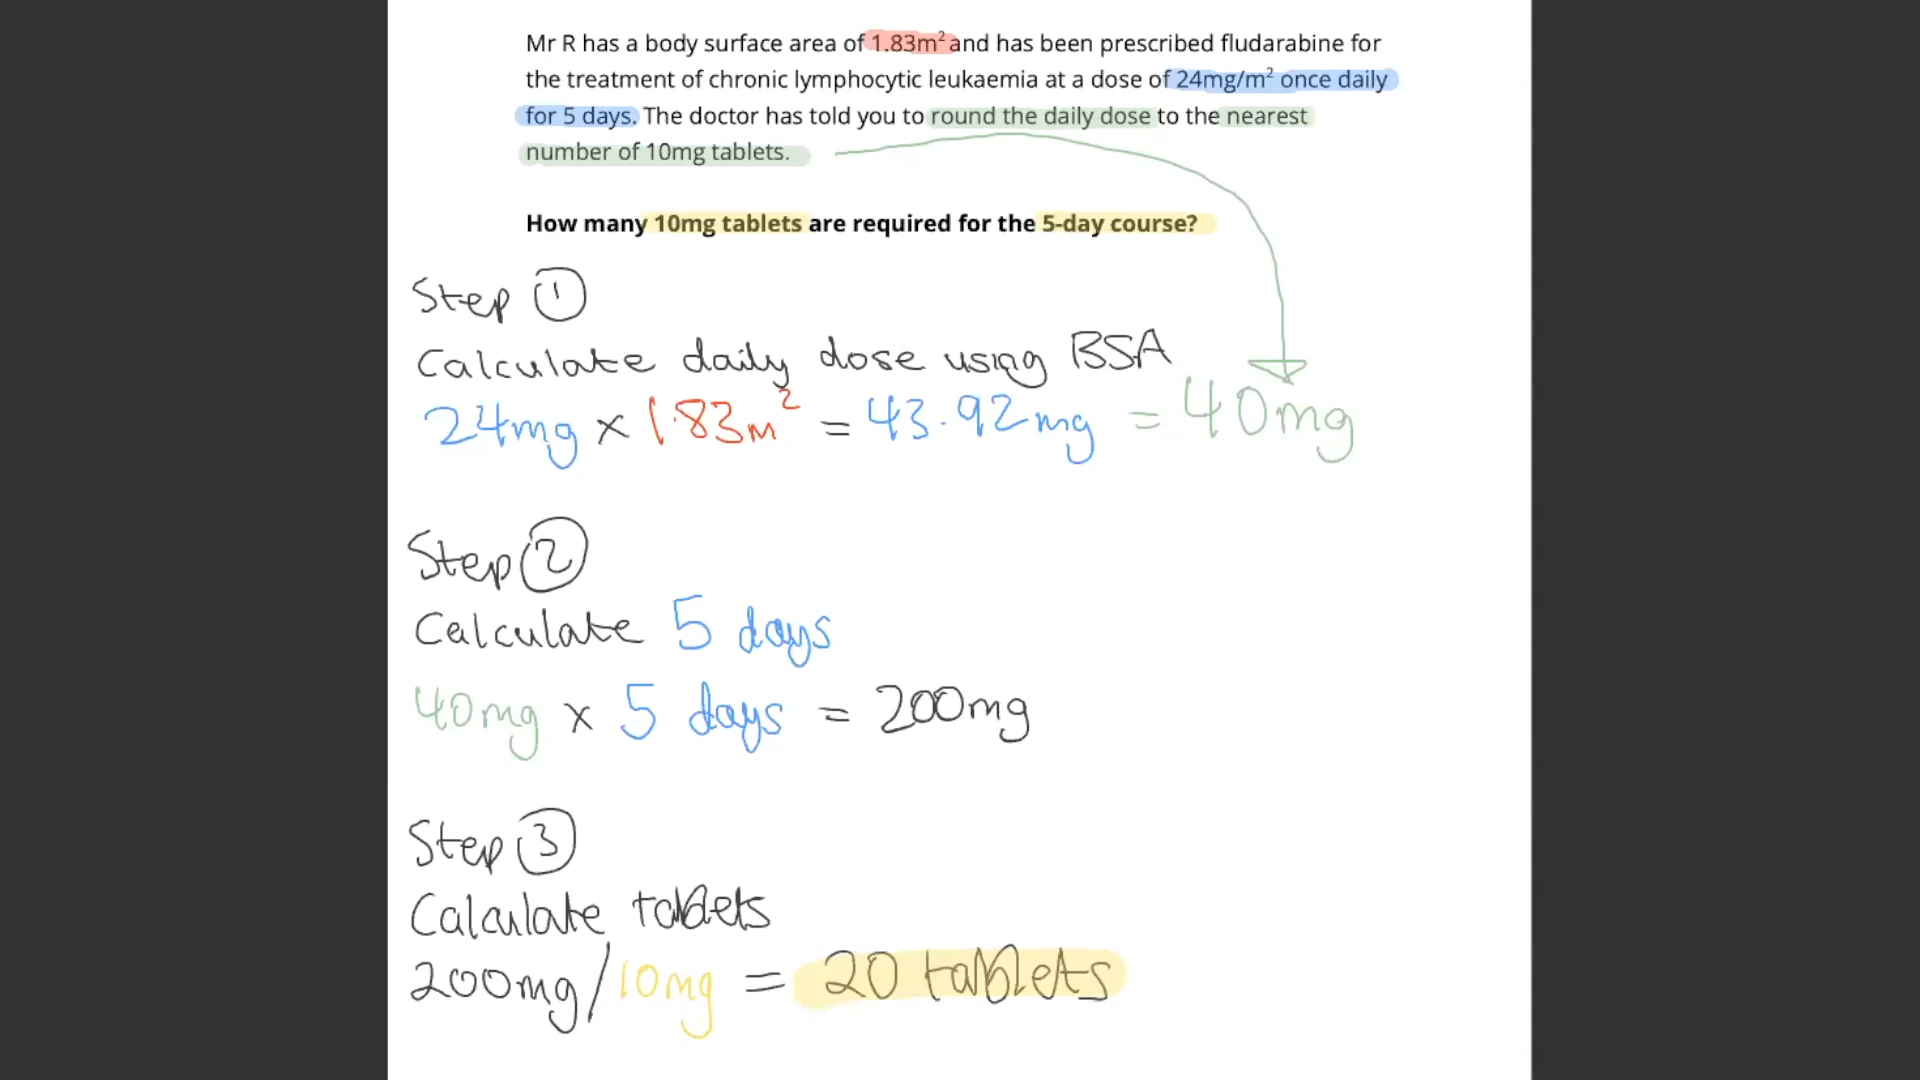 Mr R has a body surface area of 1.83m² and has been prescribed fludarabine for
the treatment of chronic lymphocytic leukaemia at a dose of 24mg/m² once daily
for 5 days. The doctor has told you to round the daily dose to the nearest
number of 10mg tablets.
How many 10mg tablets are required for the 5-day course?
Step 1
Calculate daily dose using BSA
24mg × 1.83m² = 43.92mg = 40mg
Step 2
Calculate 5 days
40mg × 5 days = 200mg
Step 3
Calculate tablets
200mg/10mg = 20 tablets